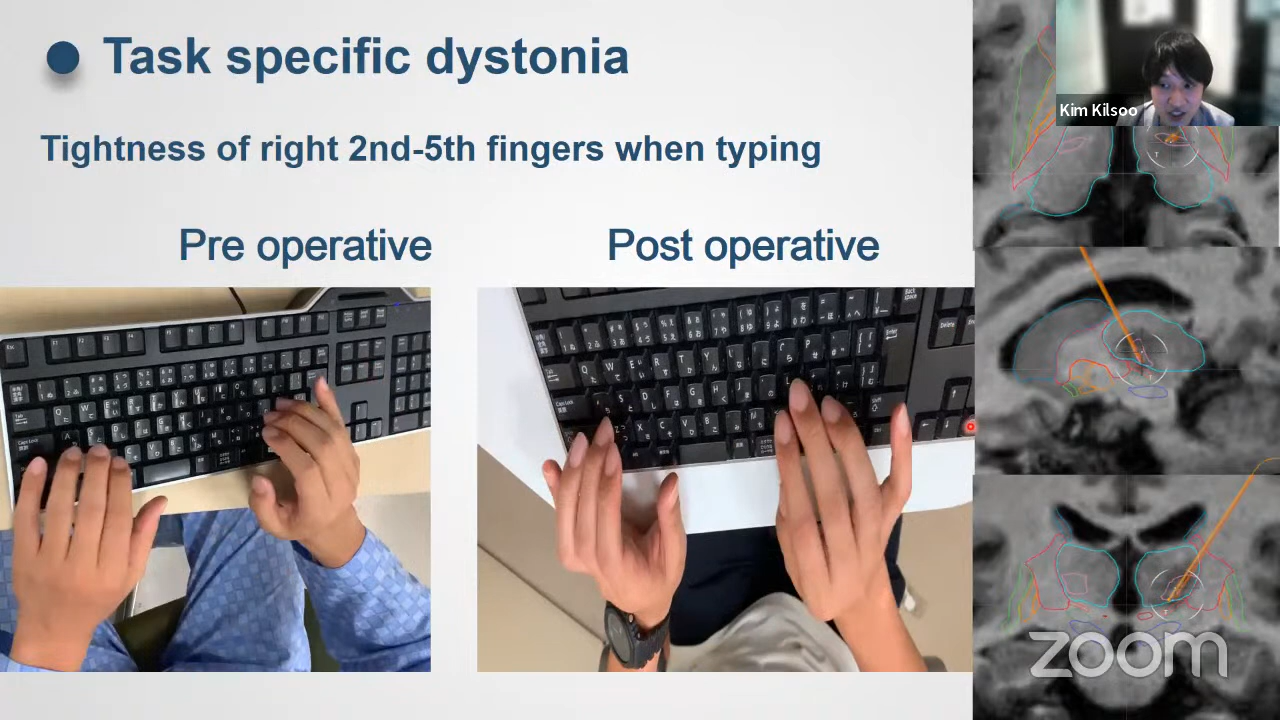 Task specific dystonia
Tightness of right 2nd-5th fingers when typing
Pre operative
Post operative
Kim Kilsoo
zoom